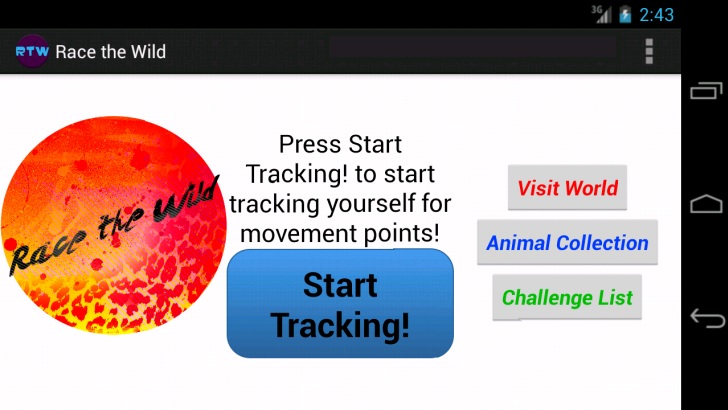 3G
2:43
RTW
Race the Wild
Race the Wild
Press Start
Tracking! to start
tracking yourself for
movement points!
Start
Tracking!
Visit World
Animal Collection
Challenge List